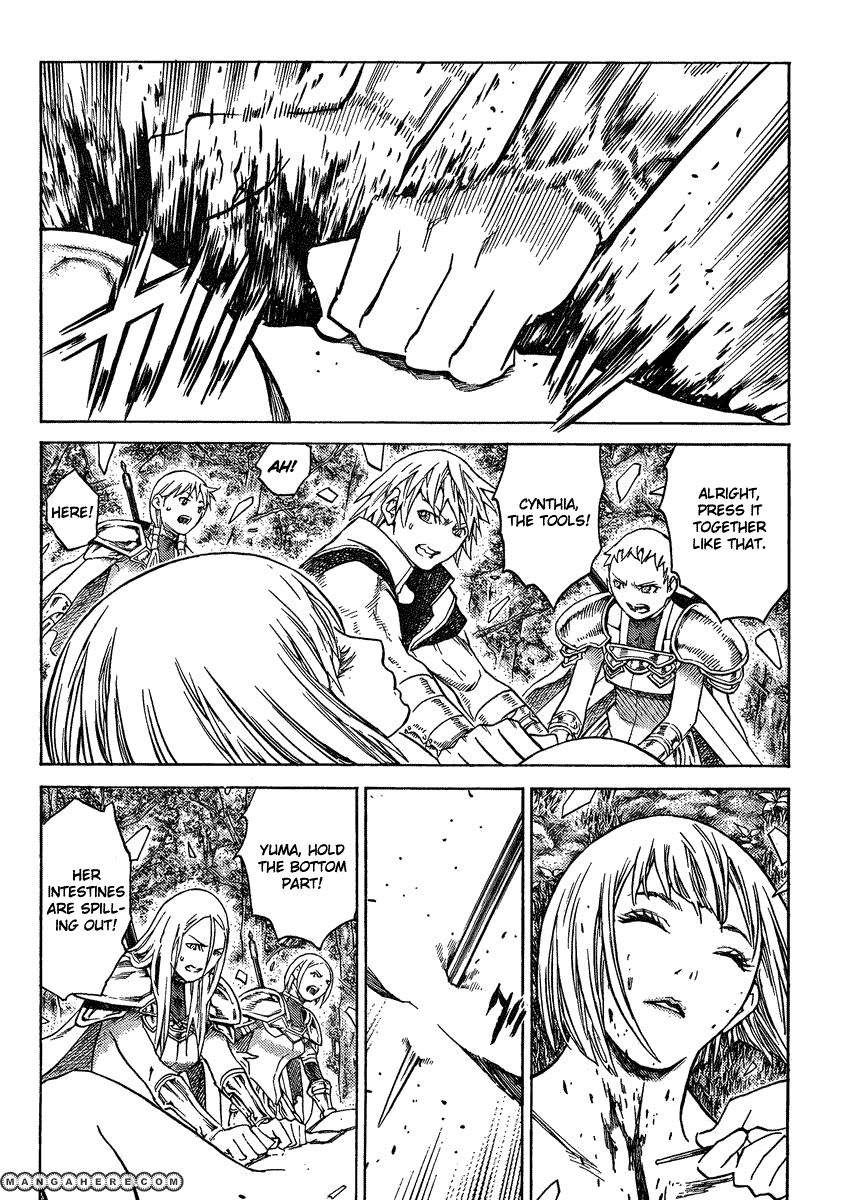 ALRIGHT,
PRESS IT
TOGETHER
LIKE THAT.
CYNTHIA,
THE TOOLS!
AH!
HERE!
YUMA, HOLD
THE BOTTOM
PART!
HER
INTESTINES
ARE SPILL-
ING OUT!
MANGAHERE.COM